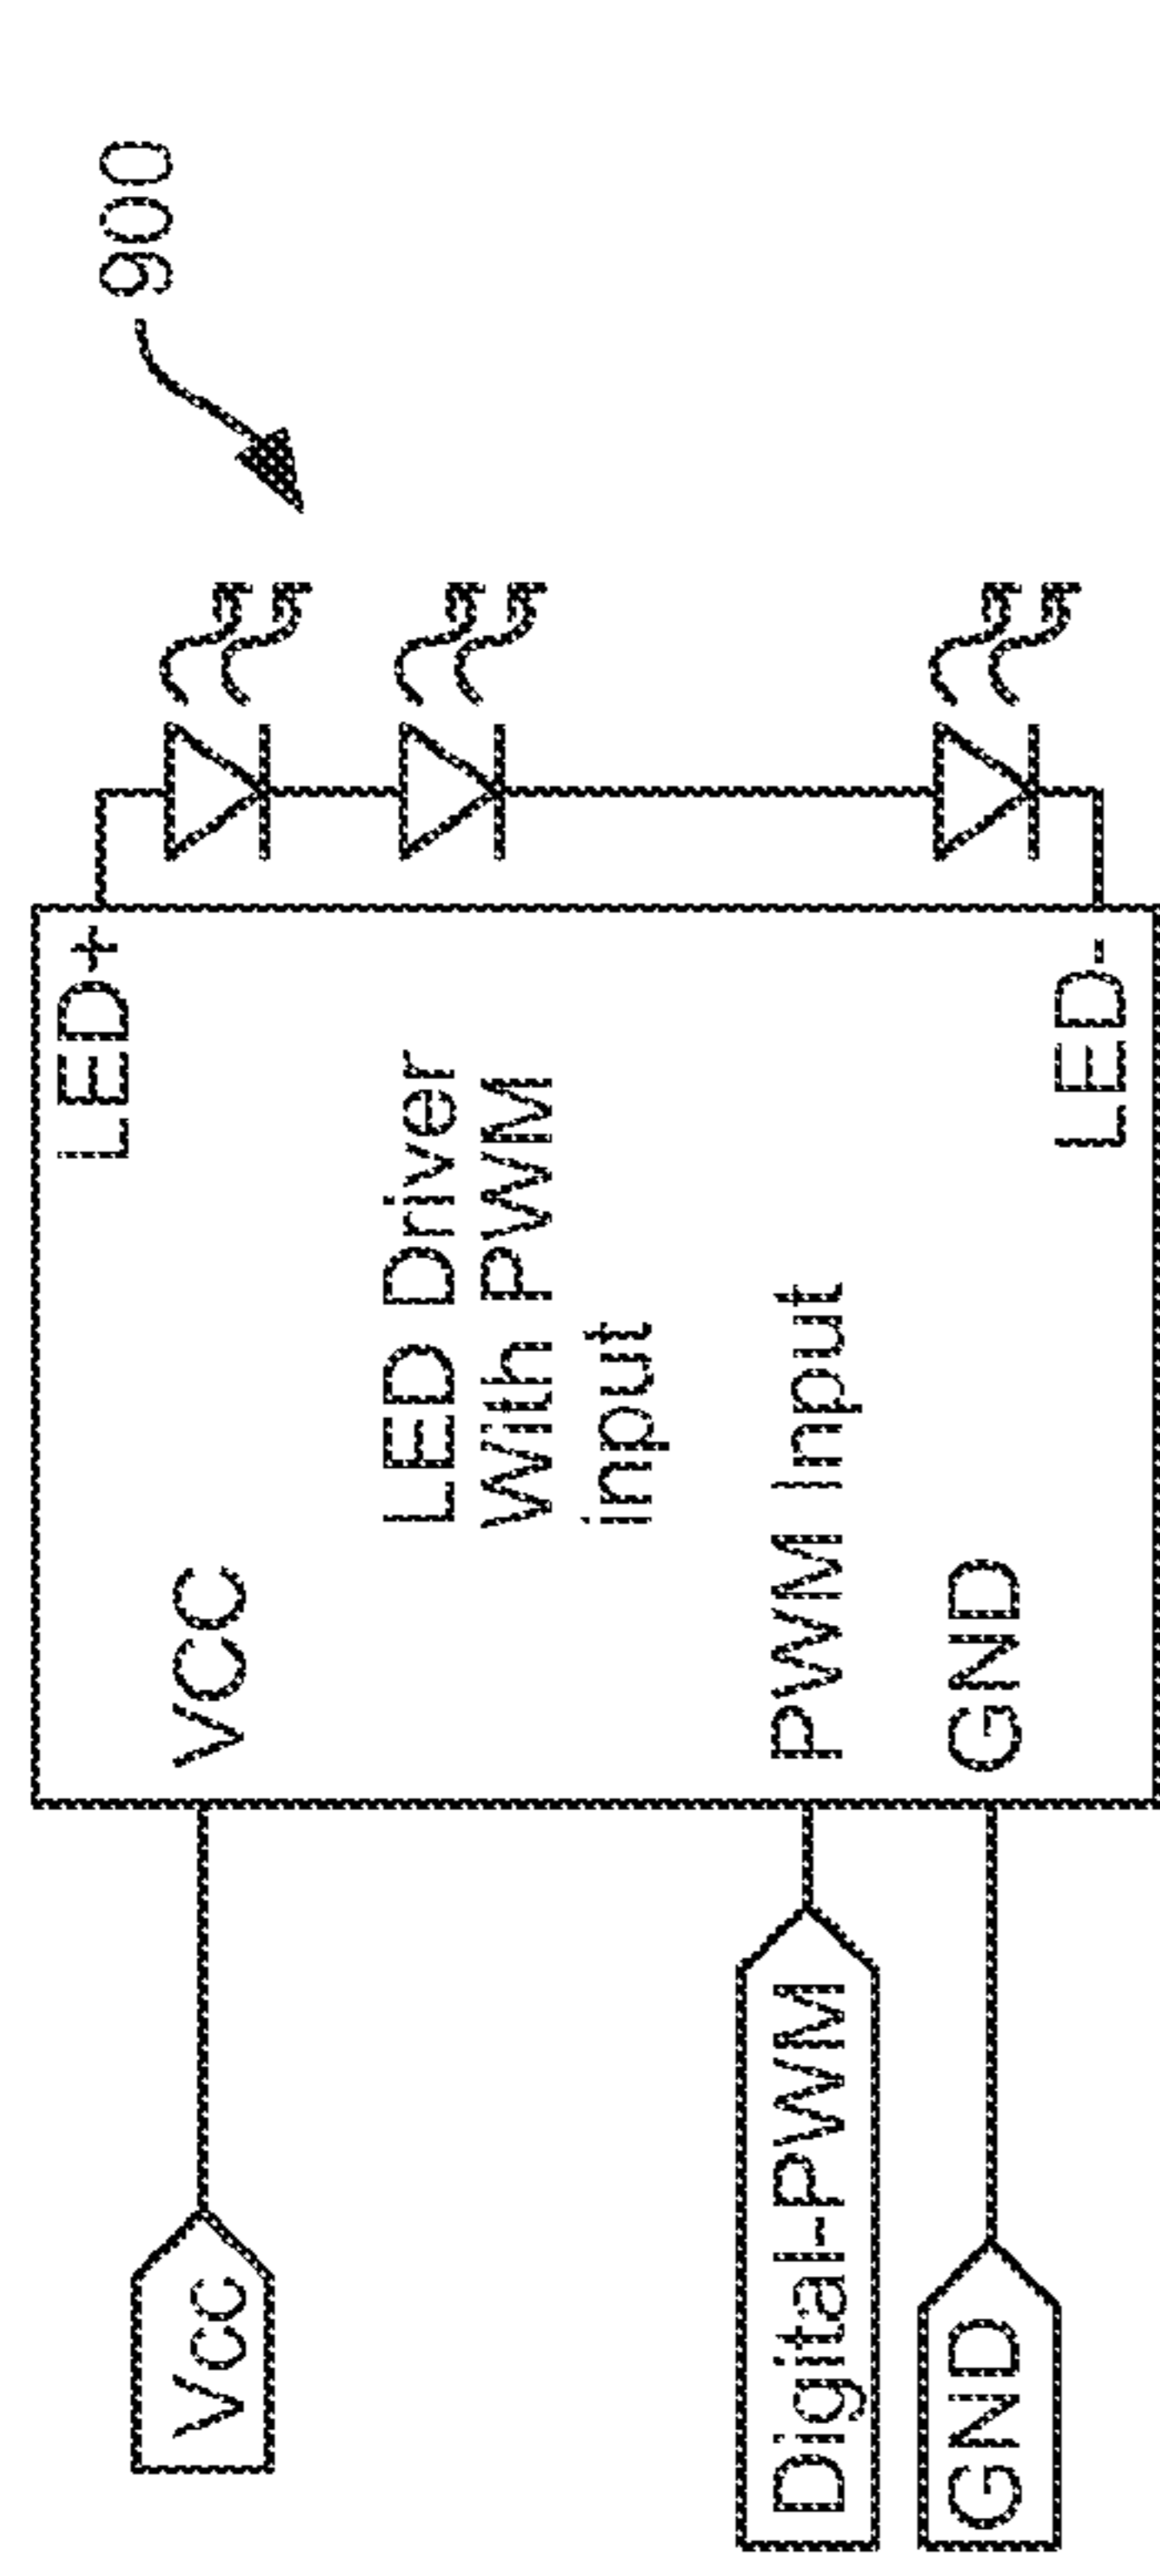 900
LED+
VCC
Vcc
LED Driver
With PWM
input
PWM Input
Digital-PWM
GND
GND
LED-